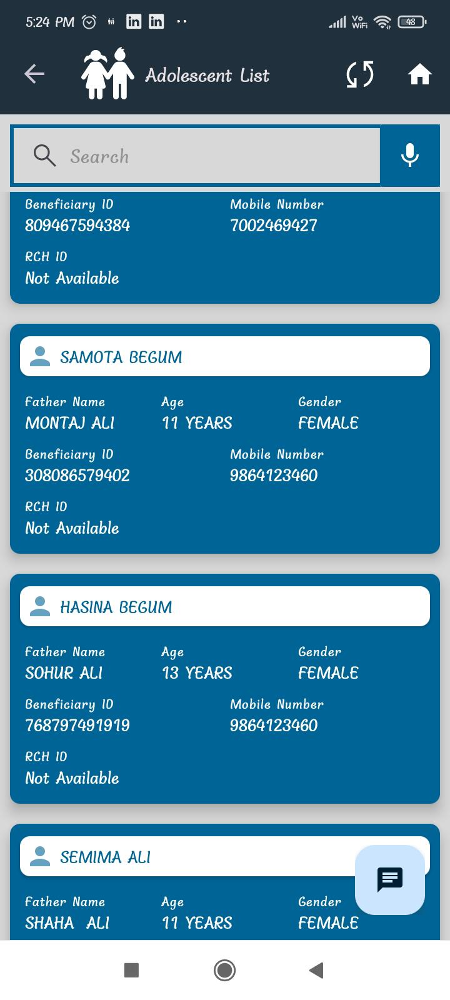 5:24 PM
Vo
WiFi
48
Adolescent List
Search
Beneficiary ID Mobile Number
809467594384 7002469427
RCH ID
Not Available
SAMOTA BEGUM
Father Name Age Gender
MONTAJ ALI 11 YEARS FEMALE
Beneficiary ID Mobile Number
308086579402 9864123460
RCH ID
Not Available
HASINA BEGUM
Father Name Age Gender
SOHUR ALI 13 YEARS FEMALE
Beneficiary ID Mobile Number
768797491919 9864123460
RCH ID
Not Available
SEMIMA ALI
Father Name Age Gender
SHAHA ALI 11 YEARS FEMALE